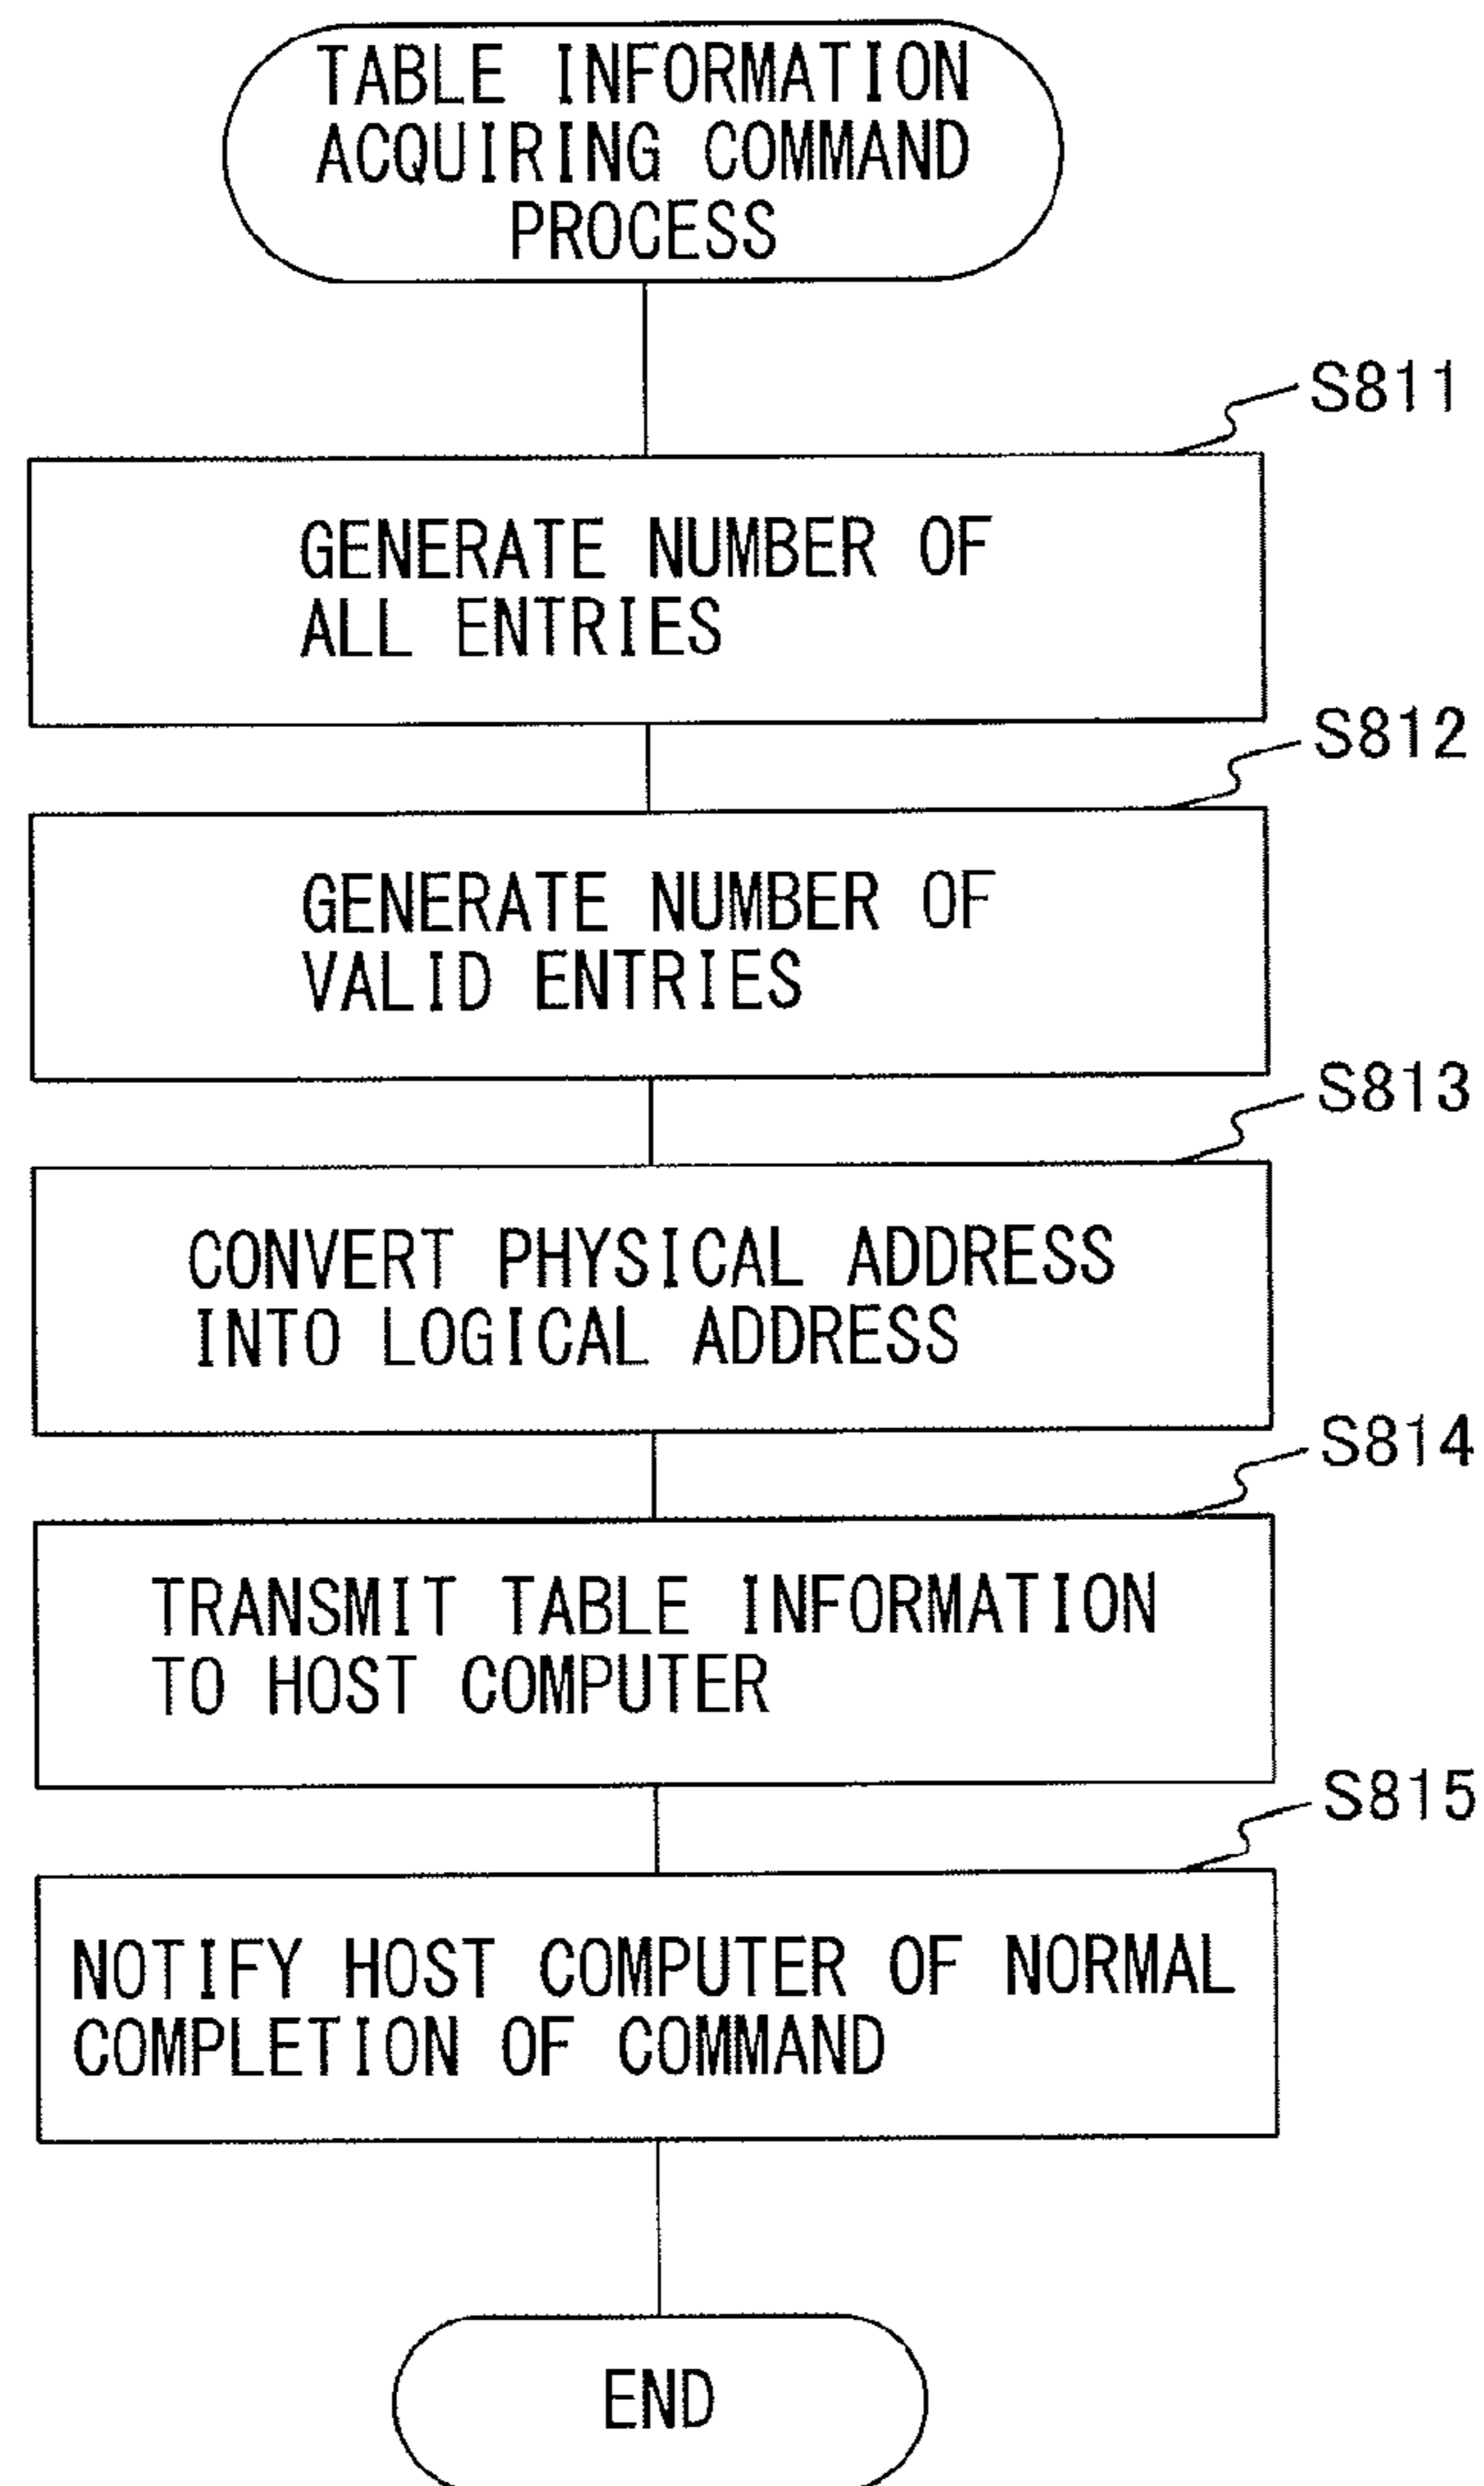 TABLE INFORMATION
ACQUIRING COMMAND
PROCESS
S811
GENERATE NUMBER OF
ALL ENTRIES
S812
GENERATE NUMBER OF
VALID ENTRIES
S813
CONVERT PHYSICAL ADDRESS
INTO LOGICAL ADDRESS
S814
TRANSMIT TABLE INFORMATION
TO HOST COMPUTER
S815
NOTIFY HOST COMPUTER OF NORMAL
COMPLETION OF COMMAND
END